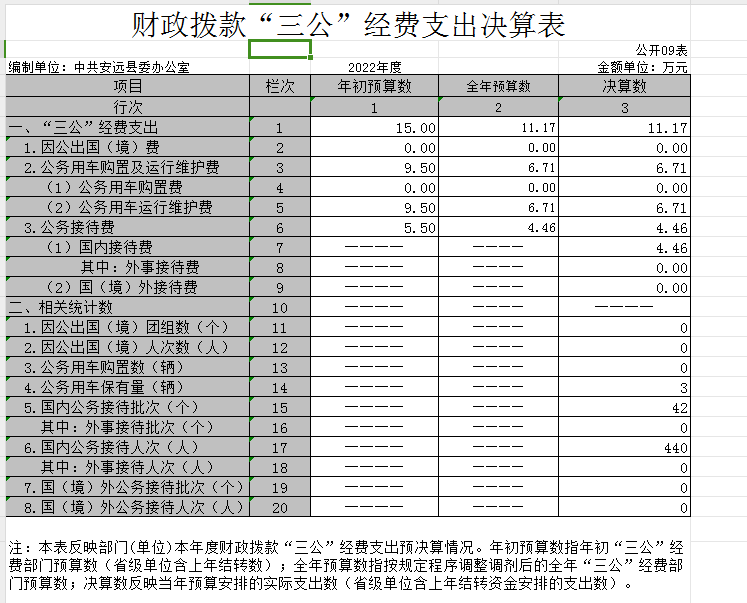 财政拨款“三公”经费支出决算表
公开09表
编制单位：中共安远县委办公室 2022年度 金额单位：万元
项目 栏次 年初预算数 全年预算数 决算数
行次 1 2 3
一、“三公”经费支出 1 15.00 11.17 11.17
1.因公出国（境）费 2 0.00 0.00 0.00
2.公务用车购置及运行维护费 3 9.50 6.71 6.71
（1）公务用车购置费 4 0.00 0.00 0.00
（2）公务用车运行维护费 5 9.50 6.71 6.71
3.公务接待费 6 5.50 4.46 4.46
（1）国内接待费 7 ———— ———— 4.46
其中：外事接待费 8 ———— ———— 0.00
（2）国（境）外接待费 9 ———— ———— 0.00
二、相关统计数 10 ———— ———— ————
1.因公出国（境）团组数（个） 11 ———— ———— 0
2.因公出国（境）人次数（人） 12 ———— ———— 0
3.公务用车购置数（辆） 13 ———— ———— 0
4.公务用车保有量（辆） 14 ———— ———— 3
5.国内公务接待批次（个） 15 ———— ———— 42
其中：外事接待批次（个） 16 ———— ———— 0
6.国内公务接待人次（人） 17 ———— ———— 440
其中：外事接待人次（人） 18 ———— ———— 0
7.国（境）外公务接待批次（个） 19 ———— ———— 0
8.国（境）外公务接待人次（人） 20 ———— ———— 0
注：本表反映部门(单位)本年度财政拨款“三公”经费支出预决算情况。年初预算数指年初“三公”经
费部门预算数（省级单位含上年结转数）；全年预算数指按规定程序调整调剂后的全年“三公”经费部
门预算数；决算数反映当年预算安排的实际支出数（省级单位含上年结转资金安排的支出数）。